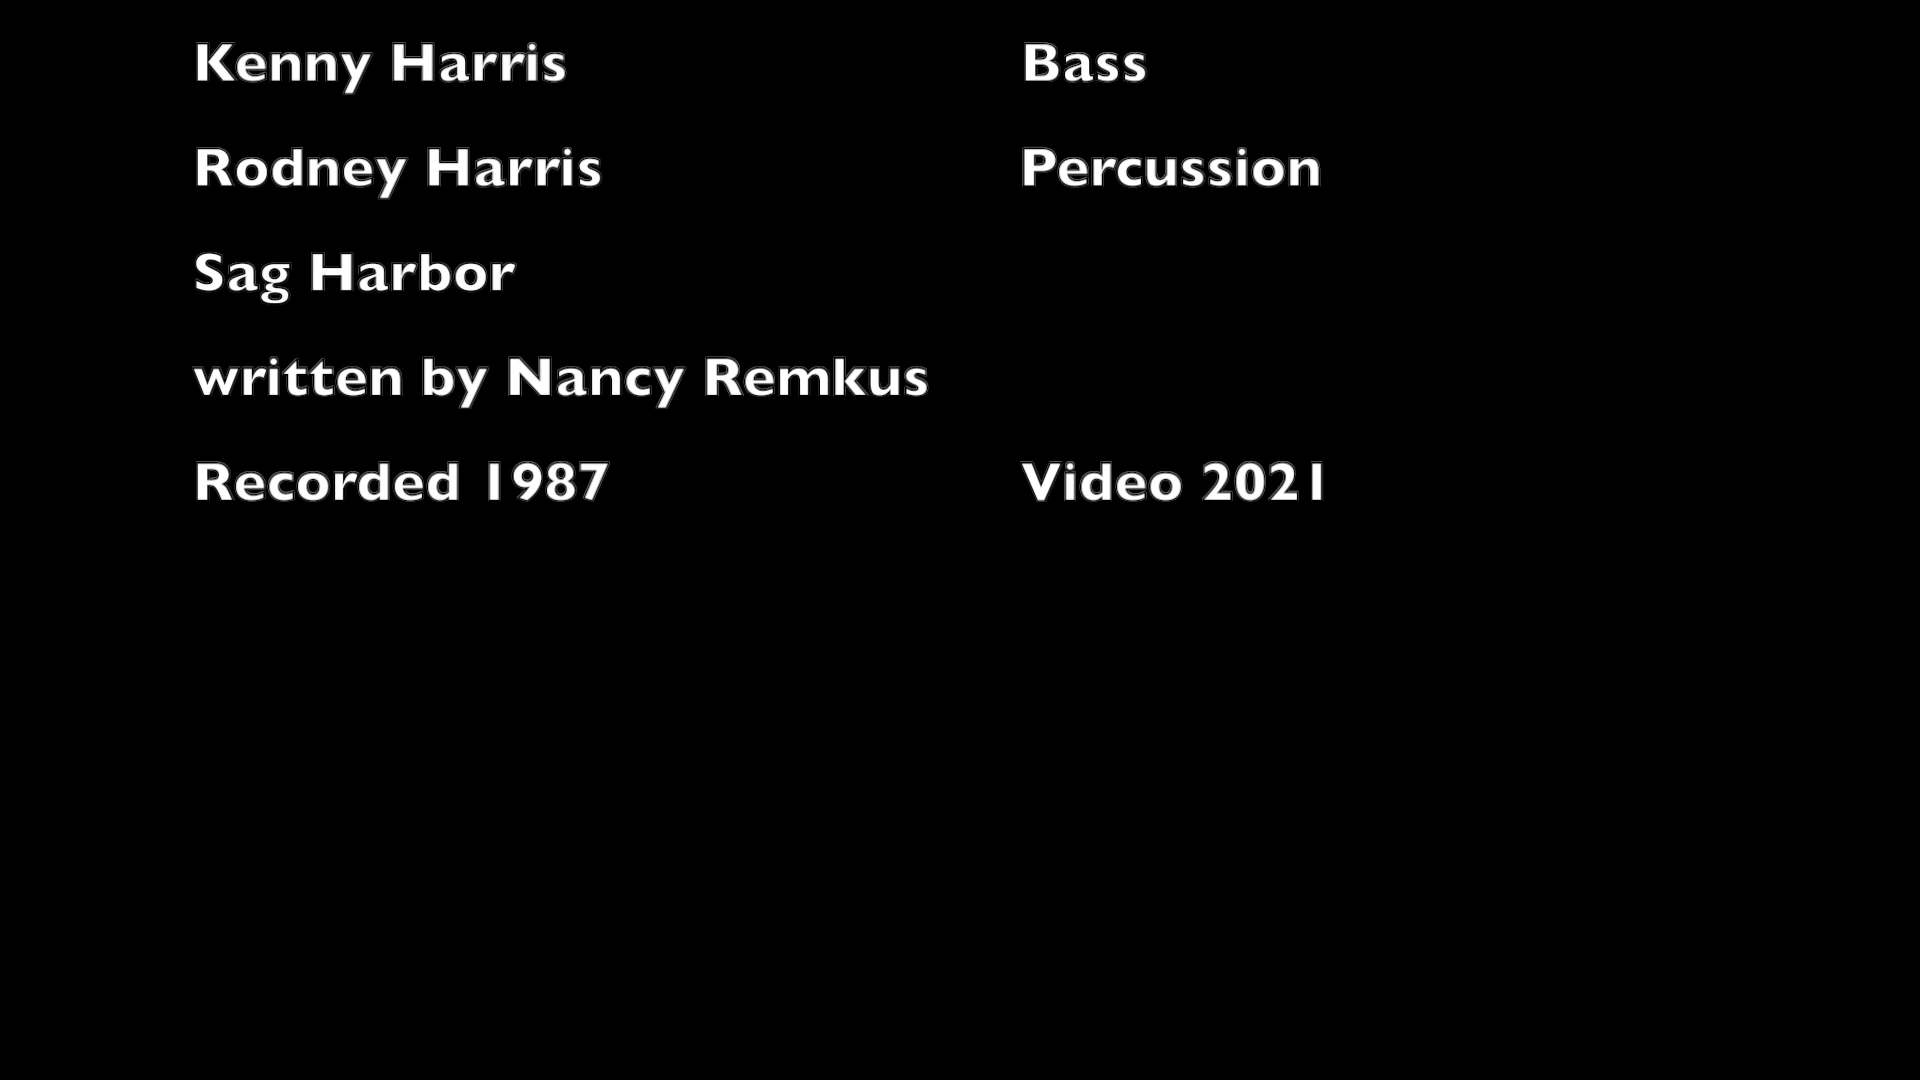 Kenny Harris Bass
Rodney Harris Percussion
Sag Harbor
written by Nancy Remkus
Recorded 1987 Video 2021